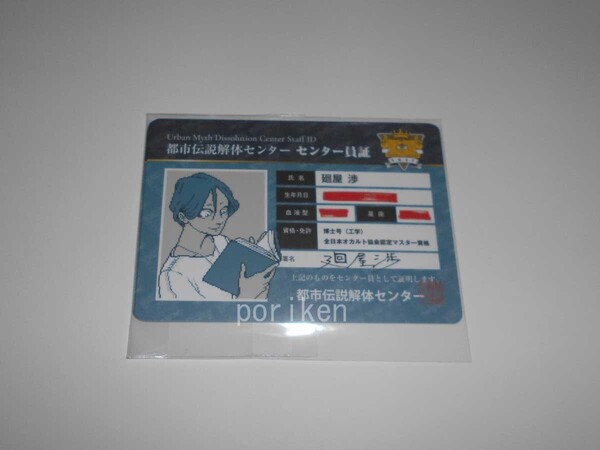 Urban Myth Dissolution Center Staff ID
都市伝説解体センター センター員証
氏名 廻屋 渉
生年月日
血液型 星座
資格・免許 博士号（工学）
全日本オカルト協会認定マスター資格
署名 廻屋渉
上記のものをセンター員として証明します。
都市伝説解体センター
poriken